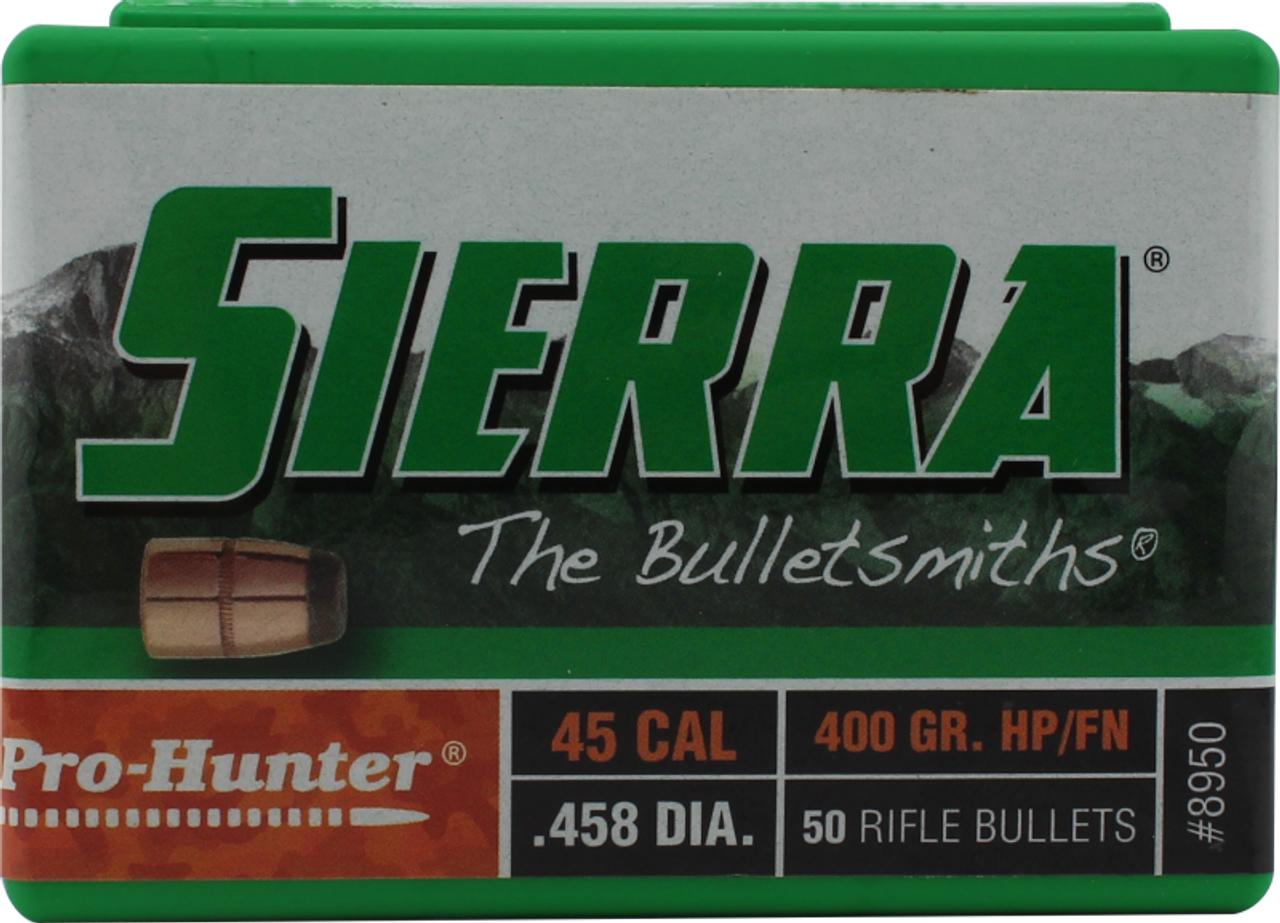 SIERRA®
The Bulletsmiths®
Pro-Hunter®
45 CAL
400 GR. HP/FN
.458 DIA.
50 RIFLE BULLETS
#8950